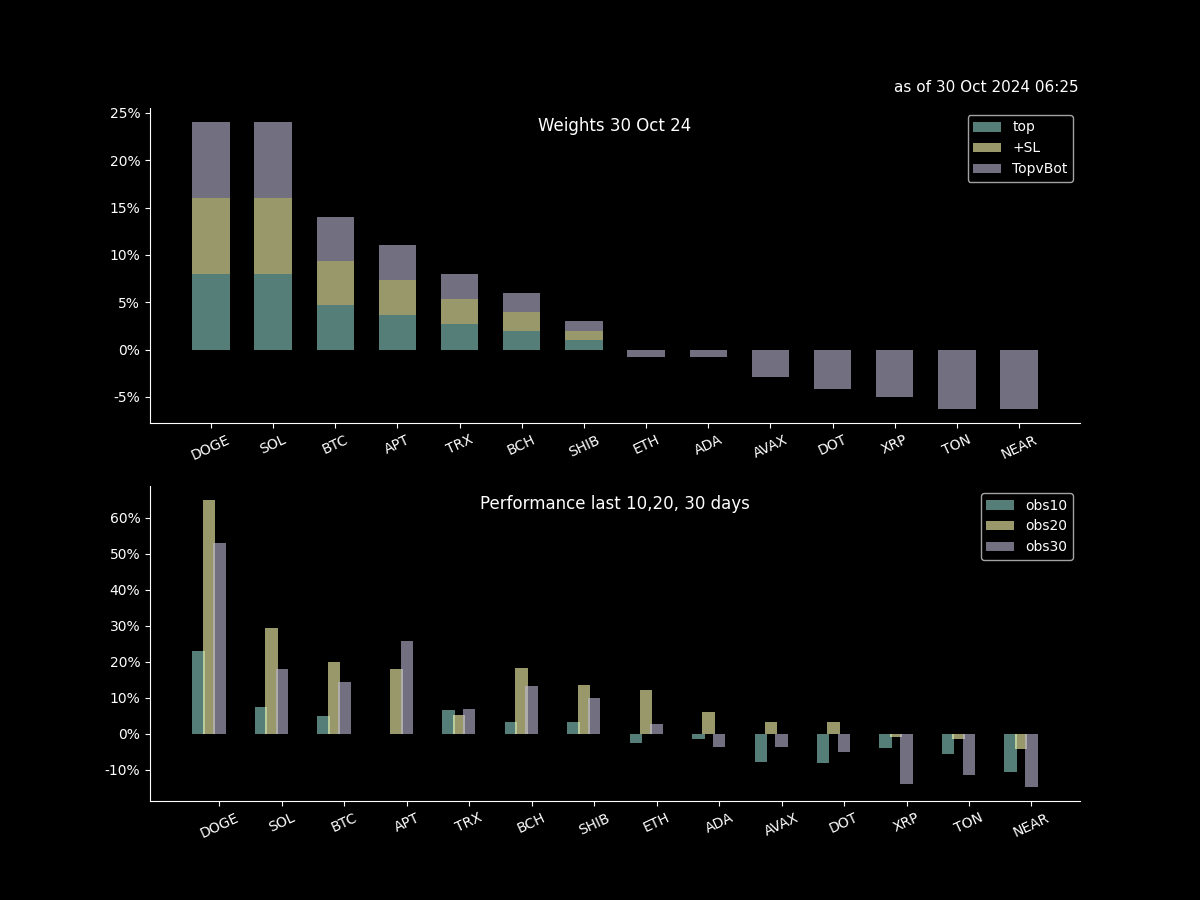 as of 30 Oct 2024 06:25
Weights 30 Oct 24
top
+SL
TopvBot
25%
20%
15%
10%
5%
0%
-5%
DOGE SOL BTC APT TRX BCH SHIB ETH ADA AVAX DOT XRP TON NEAR
Performance last 10,20, 30 days
obs10
obs20
obs30
60%
50%
40%
30%
20%
10%
0%
-10%
DOGE SOL BTC APT TRX BCH SHIB ETH ADA AVAX DOT XRP TON NEAR